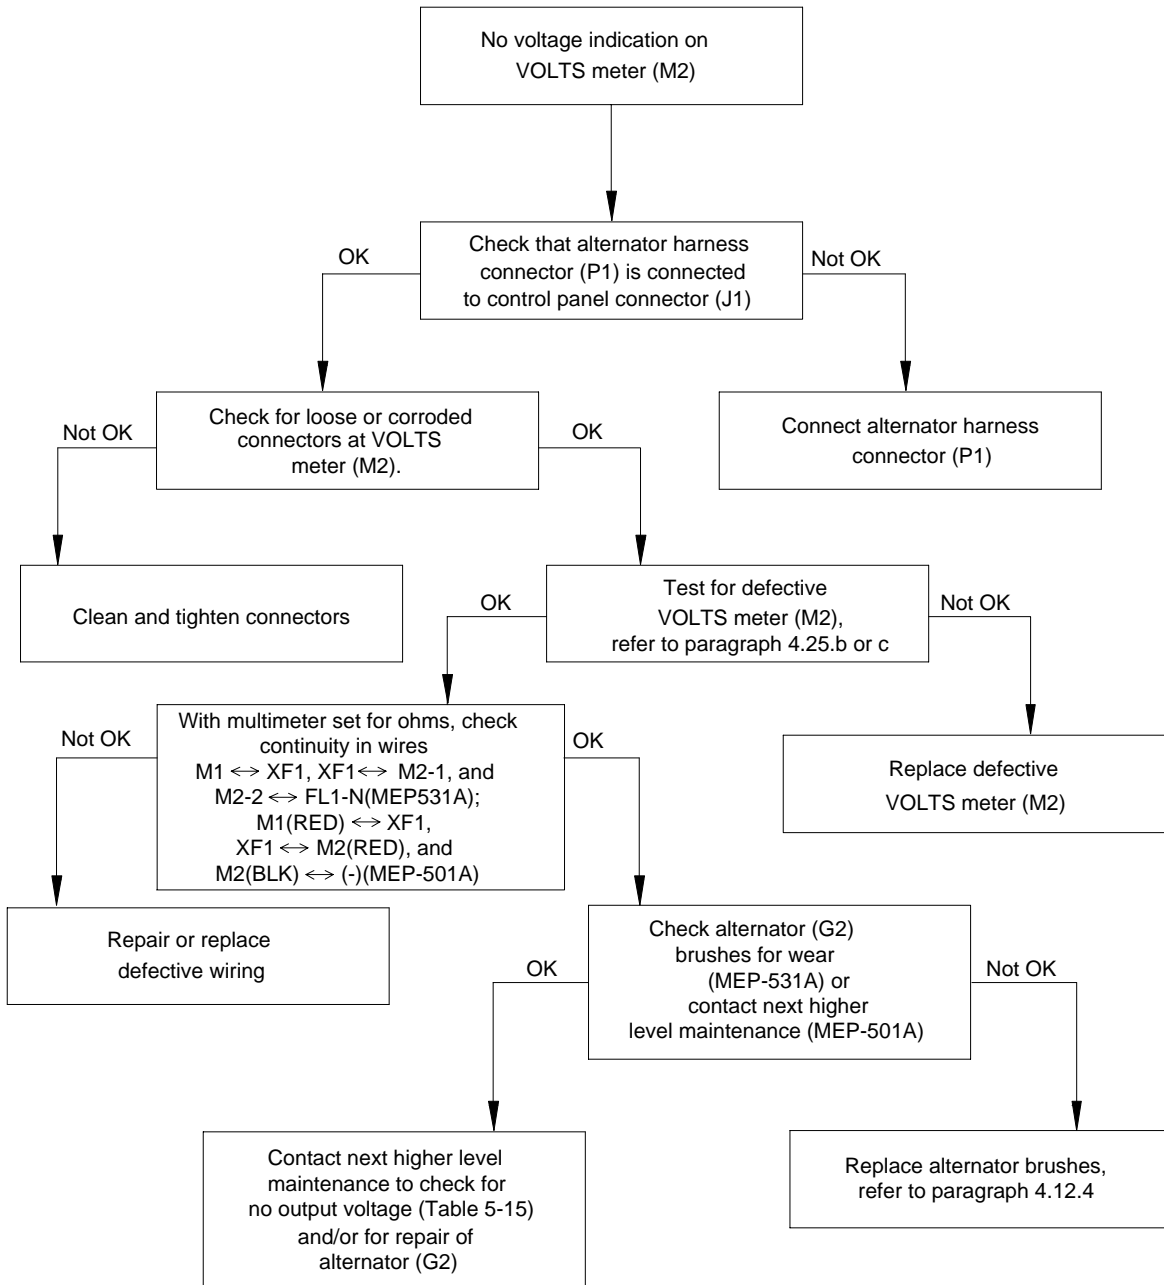 No voltage indication on
VOLTS meter (M2)
OK
Check that alternator harness
connector (P1) is connected
to control panel connector (J1)
Not OK
Not OK
Check for loose or corroded
connectors at VOLTS
meter (M2).
OK
Connect alternator harness
connector (P1)
Clean and tighten connectors
OK
Test for defective
VOLTS meter (M2),
refer to paragraph 4.25.b or c
Not OK
Not OK
With multimeter set for ohms, check
continuity in wires
M1 ↔ XF1, XF1 ↔ M2-1, and
M2-2 ↔ FL1-N(MEP531A);
M1(RED) ↔ XF1,
XF1 ↔ M2(RED), and
M2(BLK) ↔ (-)(MEP-501A)
OK
Replace defective
VOLTS meter (M2)
Repair or replace
defective wiring
OK
Check alternator (G2)
brushes for wear
(MEP-531A) or
contact next higher
level maintenance (MEP-501A)
Not OK
Contact next higher level
maintenance to check for
no output voltage (Table 5-15)
and/or for repair of
alternator (G2)
Replace alternator brushes,
refer to paragraph 4.12.4